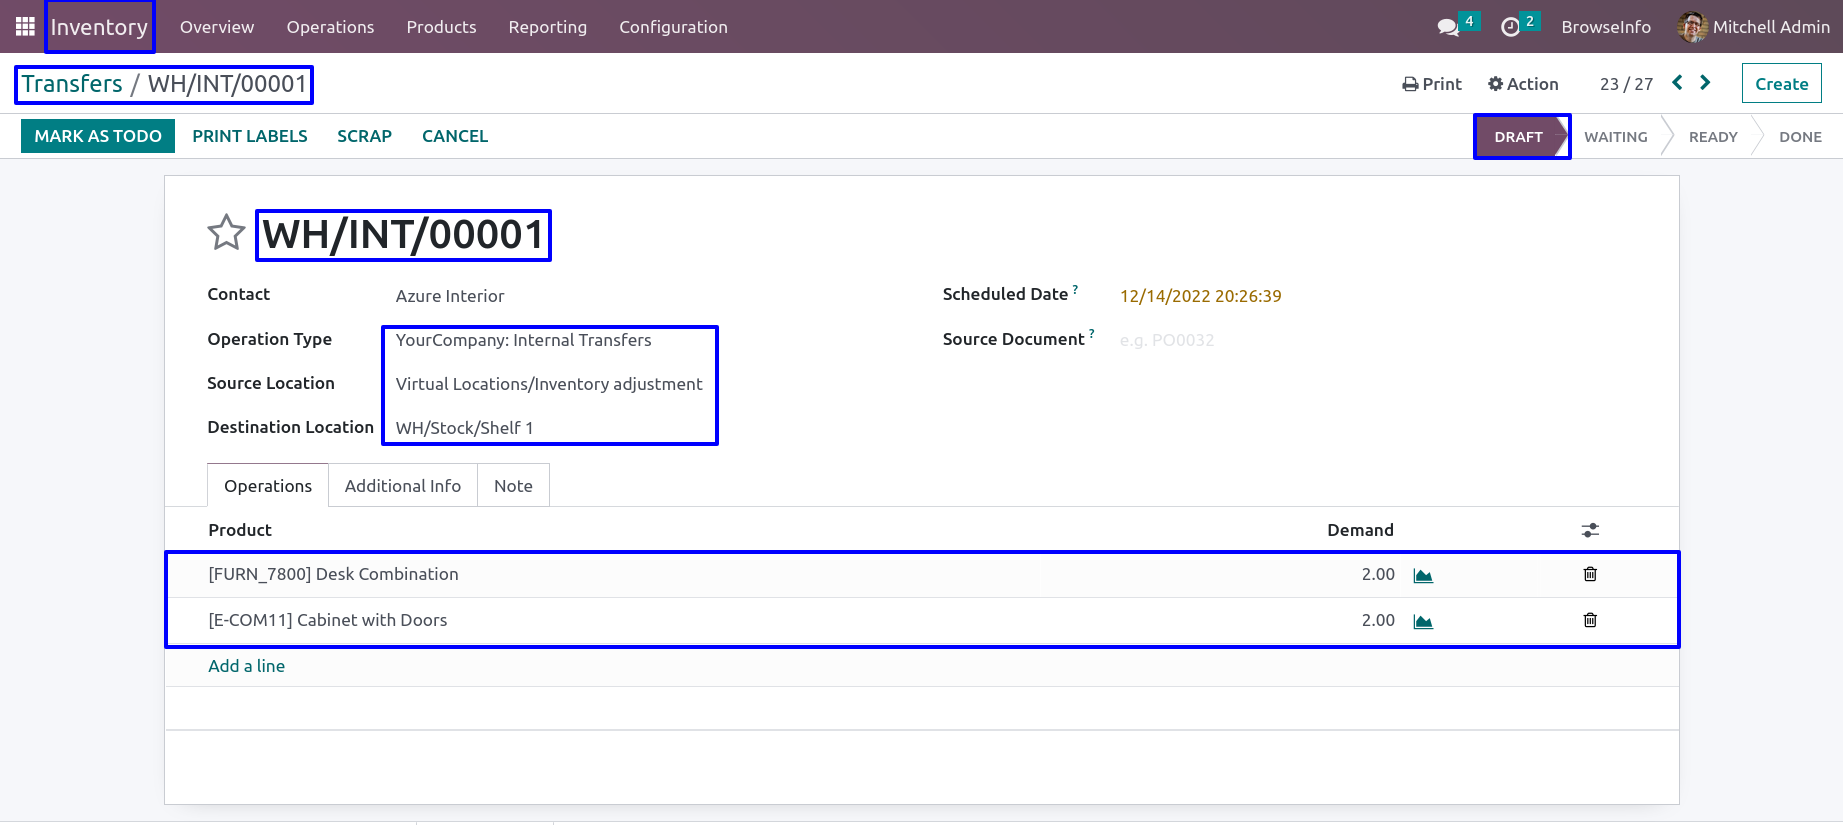 Inventory Overview Operations Products Reporting Configuration 4 2 BrowseInfo Mitchell Admin
Transfers / WH/INT/00001 Print Action 23 / 27 Create
MARK AS TODO PRINT LABELS SCRAP CANCEL DRAFT WAITING READY DONE
WH/INT/00001
Contact Azure Interior Scheduled Date ? 12/14/2022 20:26:39
Operation Type YourCompany: Internal Transfers Source Document ? e.g. PO0032
Source Location Virtual Locations/Inventory adjustment
Destination Location WH/Stock/Shelf 1
Operations Additional Info Note
Product Demand
[FURN_7800] Desk Combination 2.00
[E-COM11] Cabinet with Doors 2.00
Add a line